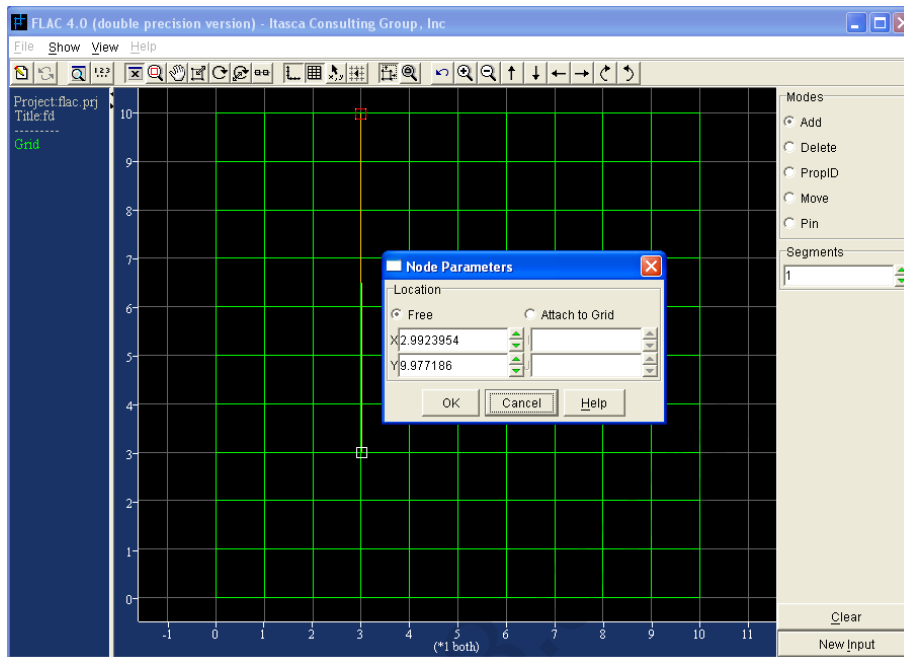 FLAC 4.0 (double precision version) - Itasca Consulting Group, Inc
File Show View Help
123
Project:flac.prj
Title:fd
---------
Grid
10
9
8
7
6
5
4
3
2
1
0
-1 0 1 2 3 4 5 6 7 8 9 10 11
(*1 both)
Node Parameters
Location
Free Attach to Grid
X 2.9923954 I
Y 9.977186 J
OK Cancel Help
Modes
Add
Delete
PropID
Move
Pin
Segments
1
Clear
New Input